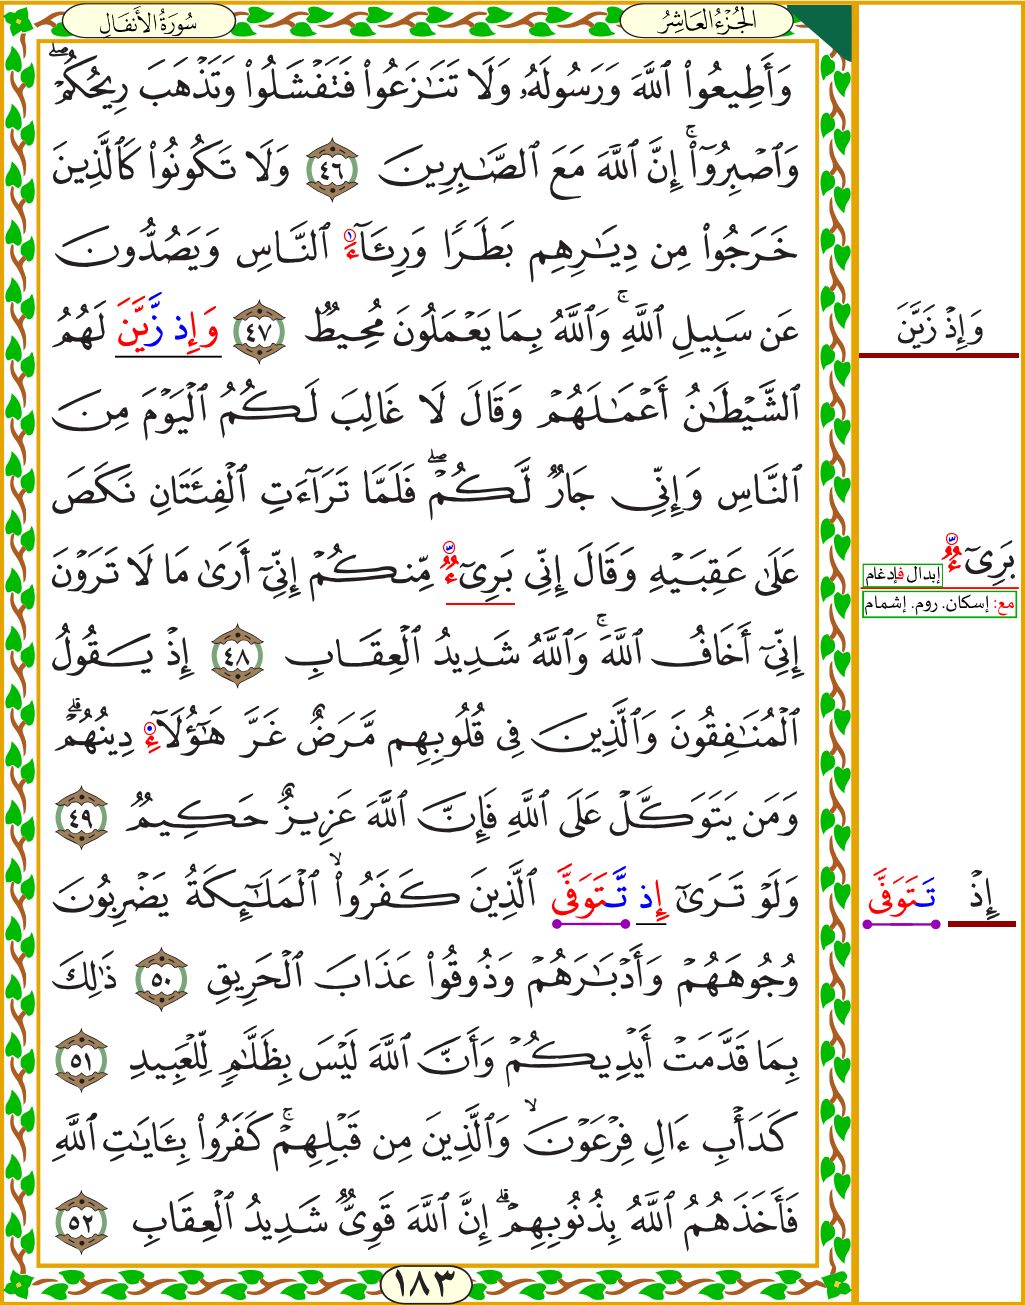 سُورَةُ الأَنفَال
الجُزْءُ العَاشِرُ
وَأَطِيعُوا۟ ٱللَّهَ وَرَسُولَهُۥ وَلَا تَنَـٰزَعُوا۟ فَتَفْشَلُوا۟ وَتَذْهَبَ رِيحُكُمْ ۖ
وَٱصْبِرُوٓا۟ ۚ إِنَّ ٱللَّهَ مَعَ ٱلصَّـٰبِرِينَ ٤٦ وَلَا تَكُونُوا۟ كَٱلَّذِينَ
خَرَجُوا۟ مِن دِيَـٰرِهِم بَطَرًا وَرِئَآءَ ١ ٱلنَّاسِ وَيَصُدُّونَ
عَن سَبِيلِ ٱللَّهِ ۚ وَٱللَّهُ بِمَا يَعْمَلُونَ مُحِيطٌ ٤٧ وَإِذ زَّيَّنَ لَهُمُ
ٱلشَّيْطَـٰنُ أَعْمَـٰلَهُمْ وَقَالَ لَا غَالِبَ لَكُمُ ٱلْيَوْمَ مِنَ
ٱلنَّاسِ وَإِنِّى جَارٌ لَّكُمْ ۖ فَلَمَّا تَرَآءَتِ ٱلْفِئَتَانِ نَكَصَ
عَلَىٰ عَقِبَيْهِ وَقَالَ إِنِّى بَرِىٓءٌ مِّنكُمْ إِنِّىٓ أَرَىٰ مَا لَا تَرَوْنَ
إِنِّىٓ أَخَافُ ٱللَّهَ ۚ وَٱللَّهُ شَدِيدُ ٱلْعِقَابِ ٤٨ إِذْ يَقُولُ
ٱلْمُنَـٰفِقُونَ وَٱلَّذِينَ فِى قُلُوبِهِم مَّرَضٌ غَرَّ هَـٰٓؤُلَآءِ دِينُهُمْ ۗ
وَمَن يَتَوَكَّلْ عَلَى ٱللَّهِ فَإِنَّ ٱللَّهَ عَزِيزٌ حَكِيمٌ ٤٩
وَلَوْ تَرَىٰٓ إِذ تَّتَوَفَّى ٱلَّذِينَ كَفَرُوا۟ ۙ ٱلْمَلَـٰٓئِكَةُ يَضْرِبُونَ
وُجُوهَهُمْ وَأَدْبَـٰرَهُمْ وَذُوقُوا۟ عَذَابَ ٱلْحَرِيقِ ٥٠ ذَٰلِكَ
بِمَا قَدَّمَتْ أَيْدِيكُمْ وَأَنَّ ٱللَّهَ لَيْسَ بِظَلَّـٰمٍ لِّلْعَبِيدِ ٥١
كَدَأْبِ ءَالِ فِرْعَوْنَ ۙ وَٱلَّذِينَ مِن قَبْلِهِمْ ۚ كَفَرُوا۟ بِـَٔايَـٰتِ ٱللَّهِ
فَأَخَذَهُمُ ٱللَّهُ بِذُنُوبِهِمْ ۗ إِنَّ ٱللَّهَ قَوِىٌّ شَدِيدُ ٱلْعِقَابِ ٥٢
١٨٣
وَإِذْ زَيَّنَ
بَرِىٓءٌ
إبدال فإدغام
مع: إسكان. روم. إشمام
إِذْ تَتَوَفَّى